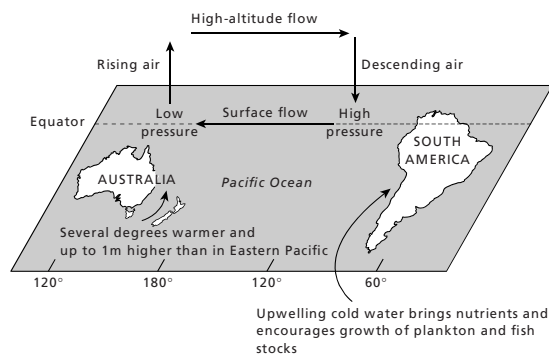 High-altitude flow
Rising air
Descending air
Equator
Low
pressure
Surface flow
High
pressure
SOUTH
AMERICA
AUSTRALIA
Pacific Ocean
Several degrees warmer and
up to 1m higher than in Eastern Pacific
120°
180°
120°
60°
Upwelling cold water brings nutrients and
encourages growth of plankton and fish
stocks